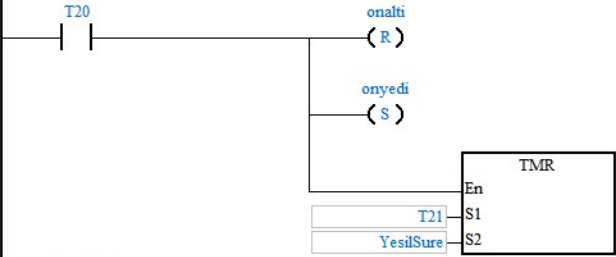 T20
onalti
R
onyedi
S
TMR
En
T21 S1
YesilSure S2